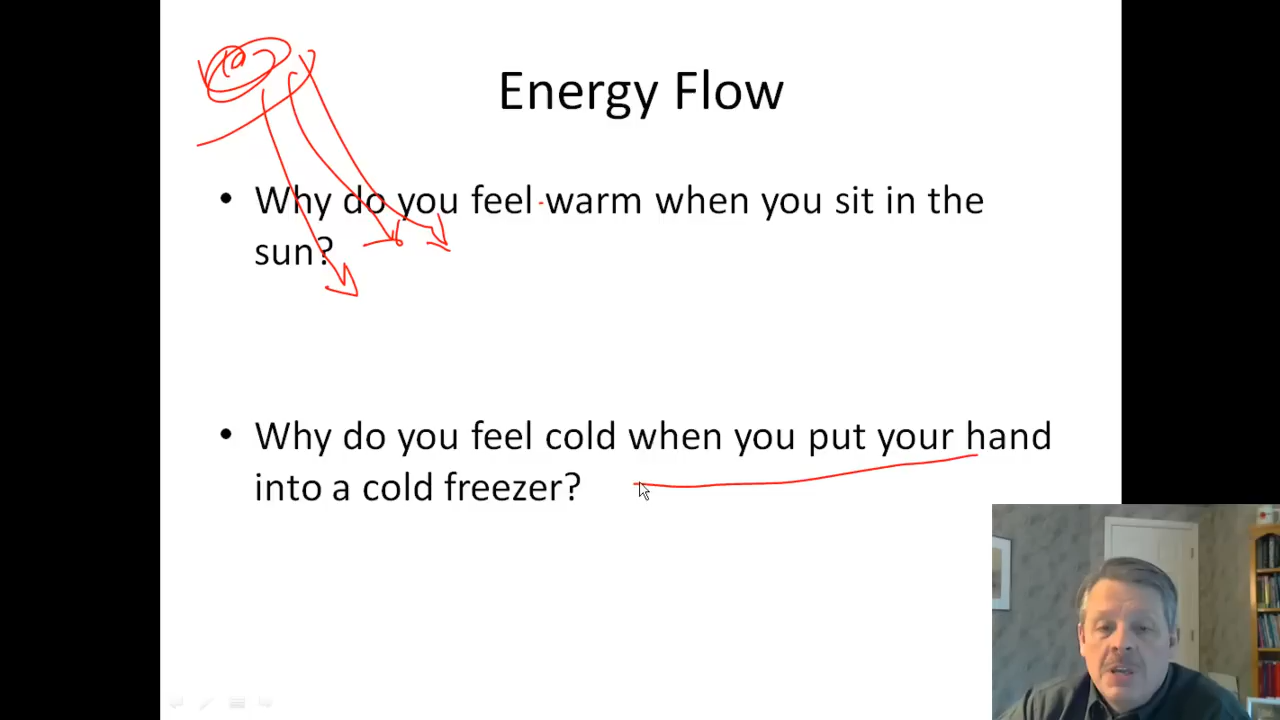 Energy Flow
• Why do you feel warm when you sit in the
sun?
• Why do you feel cold when you put your hand
into a cold freezer?